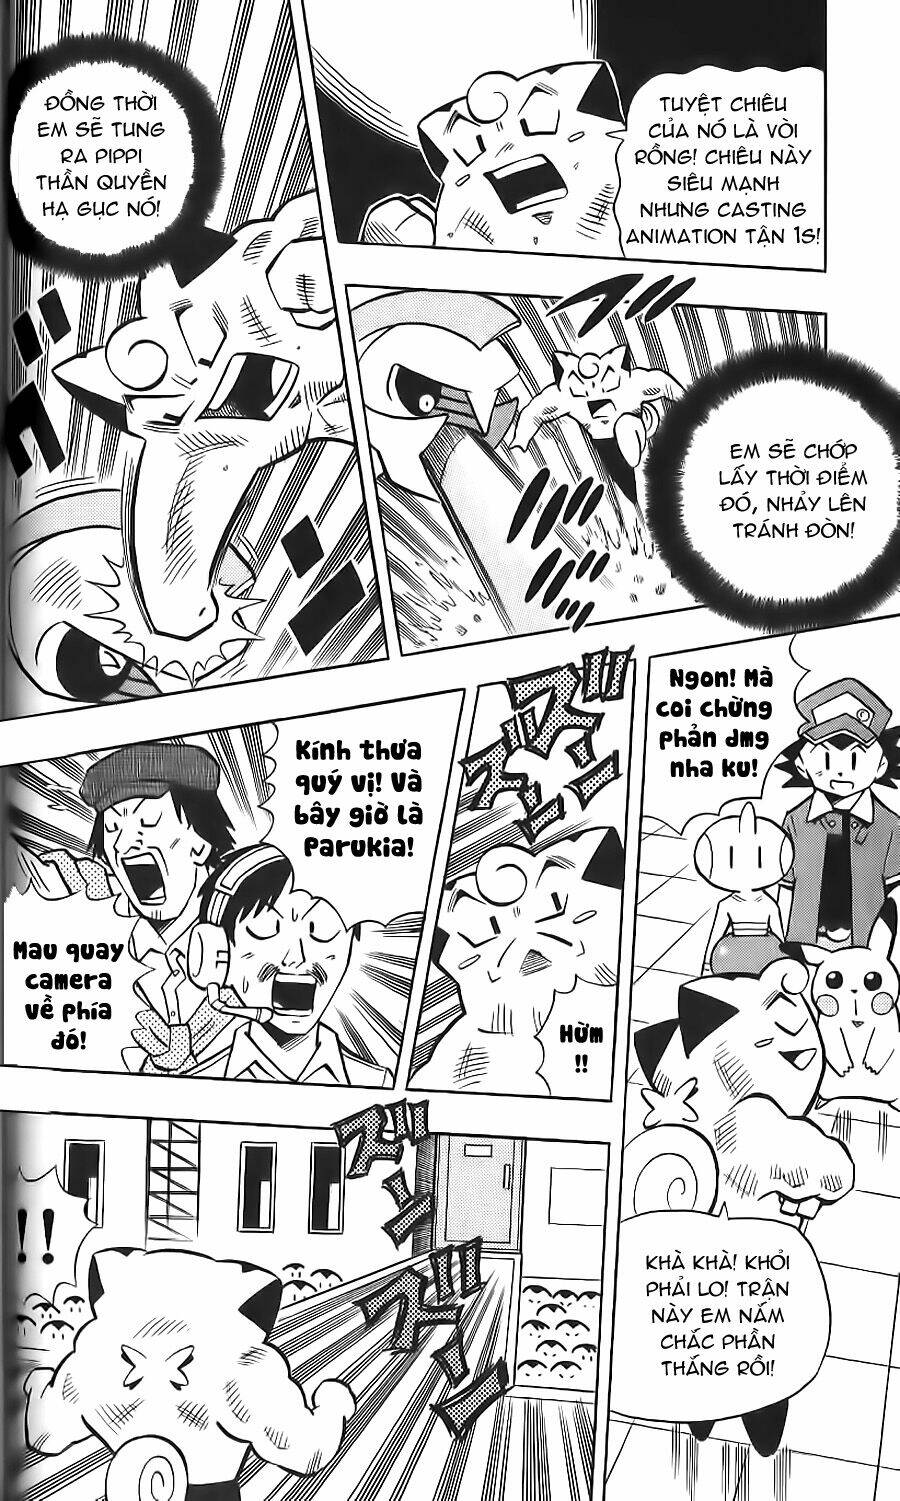 TUYỆT CHIÊU
CỦA NÓ LÀ VÒI
RỒNG! CHIÊU NÀY
SIÊU MẠNH
NHƯNG CASTING
ANIMATION TẬN 1S!
EM SẼ CHỚP
LẤY THỜI ĐIỂM
ĐÓ, NHẢY LÊN
TRÁNH ĐÒN!
ĐỒNG THỜI
EM SẼ TUNG
RA PIPPI
THẦN QUYỀN
HẠ GỤC NÓ!
Ngon! Mà
coi chừng
phản dmg
nha ku!
KHÀ KHÀ! KHỎI
PHẢI LO! TRẬN
NÀY EM NẮM
CHẮC PHẦN
THẮNG RỒI!
Hừm
!!
Kính thưa
quý vị! Và
bây giờ là
Parukia!
Mau quay
camera
về phía
đó!
!!